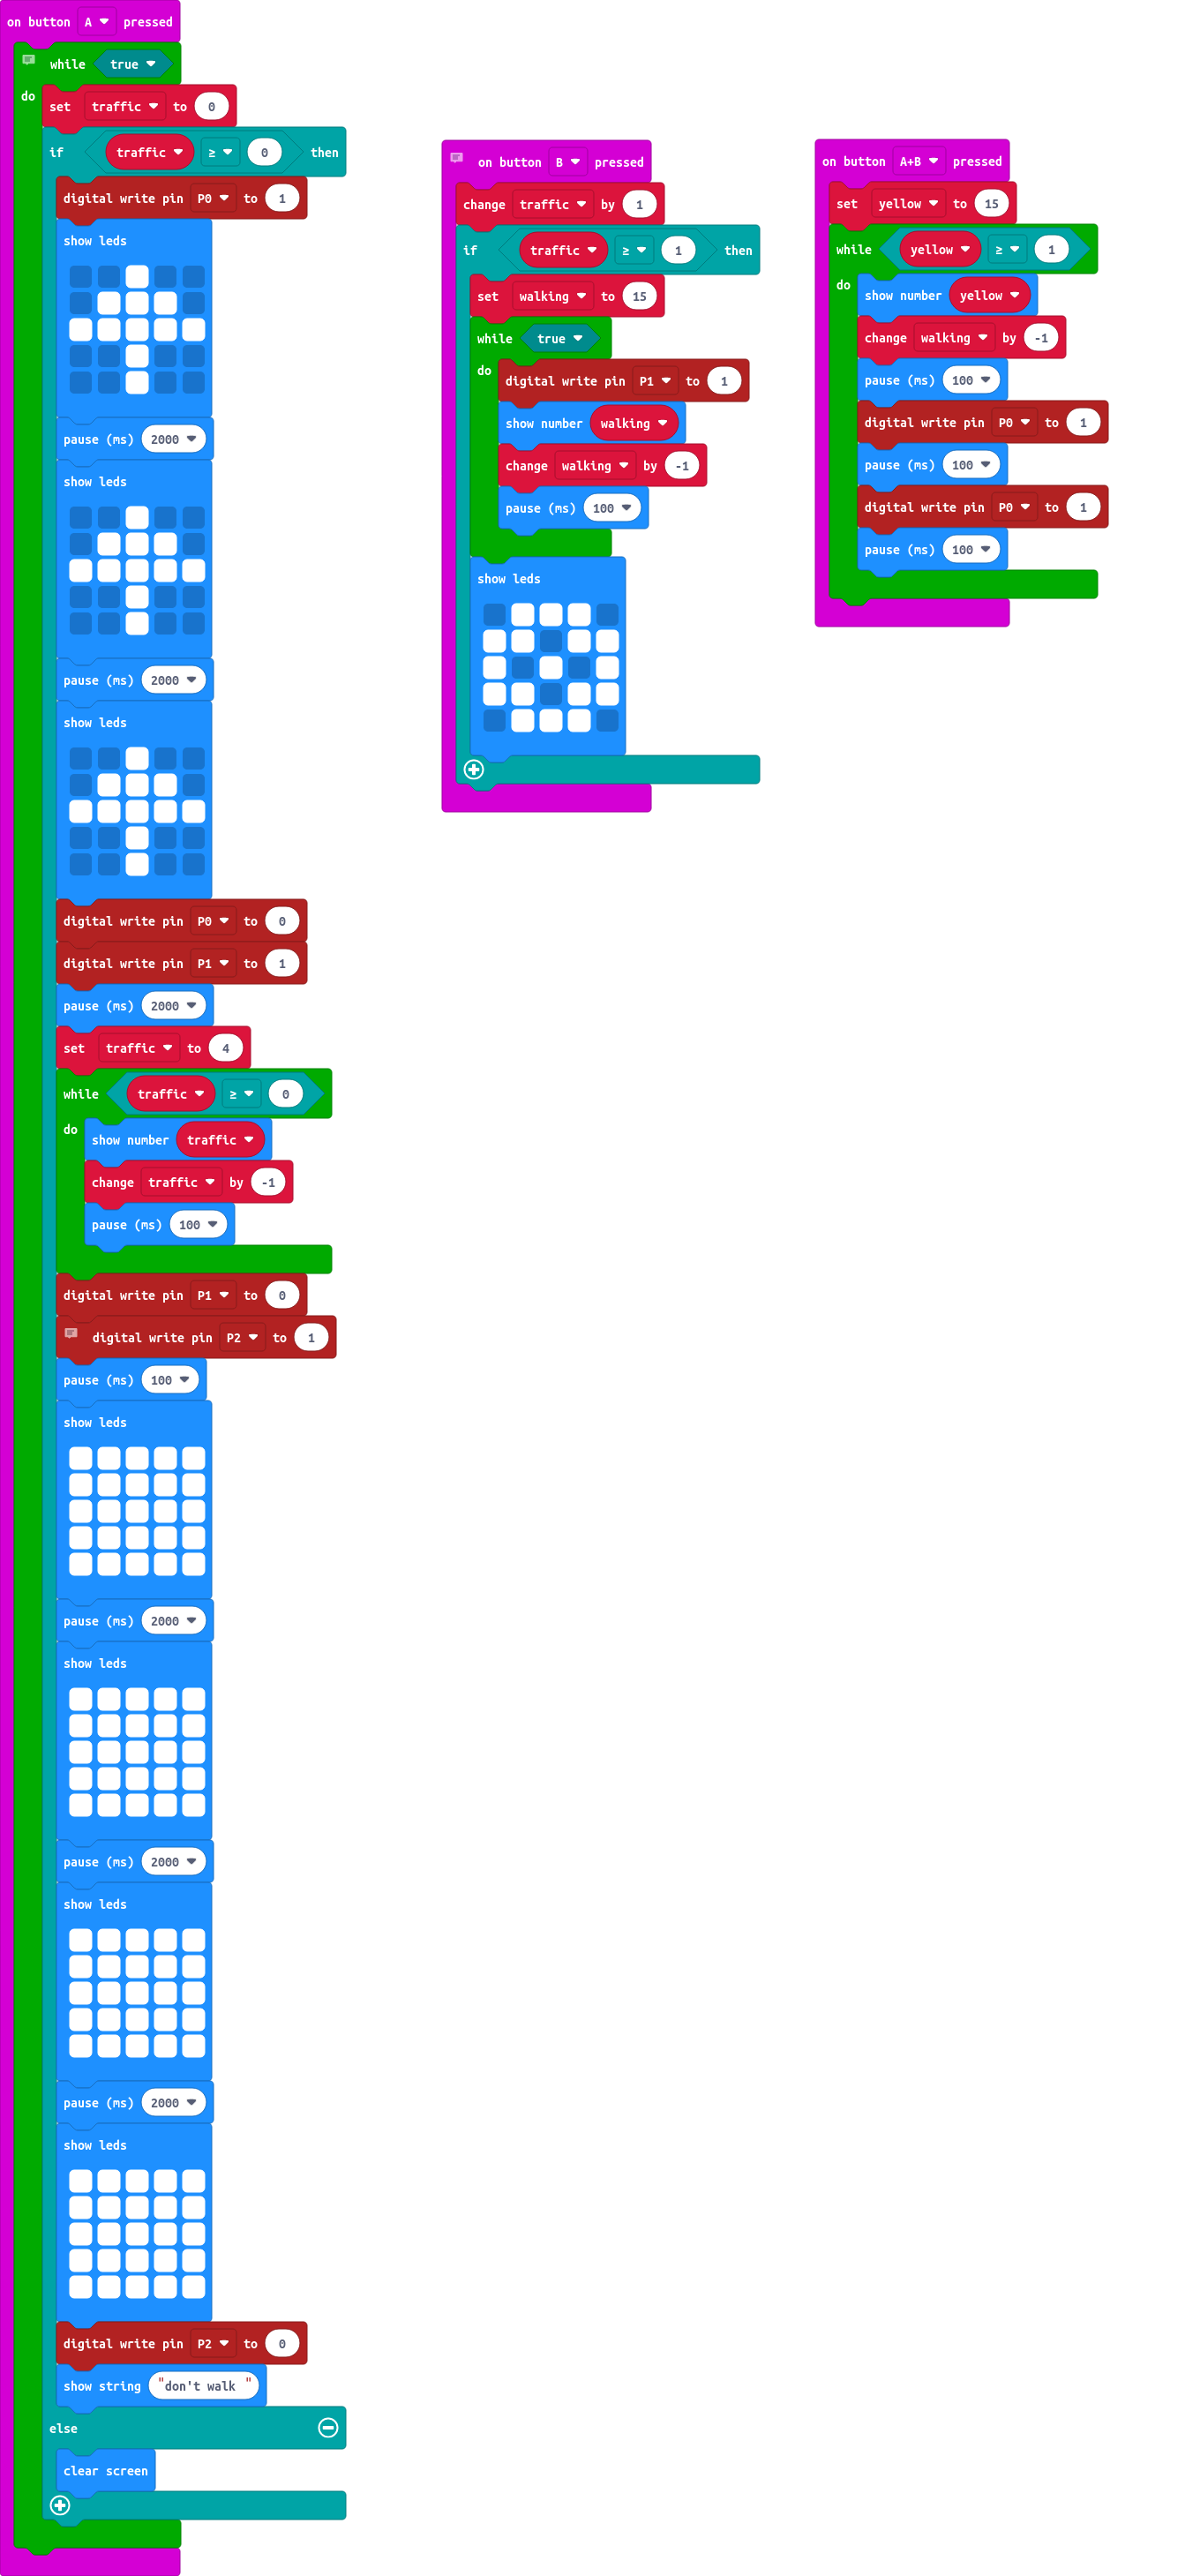 on button A pressed
while true
do
set traffic to 0
if traffic ≥ 0 then
digital write pin P0 to 1
show leds
pause (ms) 2000
show leds
pause (ms) 2000
show leds
digital write pin P0 to 0
digital write pin P1 to 1
pause (ms) 2000
set traffic to 4
while traffic ≥ 0
do
show number traffic
change traffic by -1
pause (ms) 100
digital write pin P1 to 0
digital write pin P2 to 1
pause (ms) 100
show leds
pause (ms) 2000
show leds
pause (ms) 2000
show leds
pause (ms) 2000
show leds
digital write pin P2 to 0
show string "don't walk "
else
clear screen
on button B pressed
change traffic by 1
if traffic ≥ 1 then
set walking to 15
while true
do
digital write pin P1 to 1
show number walking
change walking by -1
pause (ms) 100
show leds
on button A+B pressed
set yellow to 15
while yellow ≥ 1
do
show number yellow
change walking by -1
pause (ms) 100
digital write pin P0 to 1
pause (ms) 100
digital write pin P0 to 1
pause (ms) 100